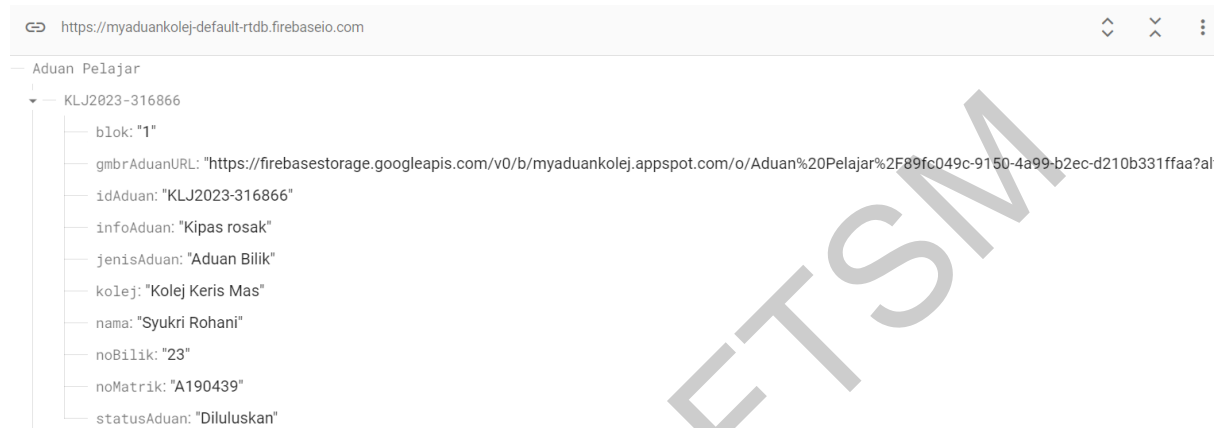 https://myaduankolej-default-rtdb.firebaseio.com
Aduan Pelajar
KLJ2023-316866
blok: "1"
gmbrAduanURL: "https://firebasestorage.googleapis.com/v0/b/myaduankolej.appspot.com/o/Aduan%20Pelajar%2F89fc049c-9150-4a99-b2ec-d210b331ffaa?al
idAduan: "KLJ2023-316866"
infoAduan: "Kipas rosak"
jenisAduan: "Aduan Bilik"
kolej: "Kolej Keris Mas"
nama: "Syukri Rohani"
noBilik: "23"
noMatrik: "A190439"
statusAduan: "Diluluskan"
FTSM